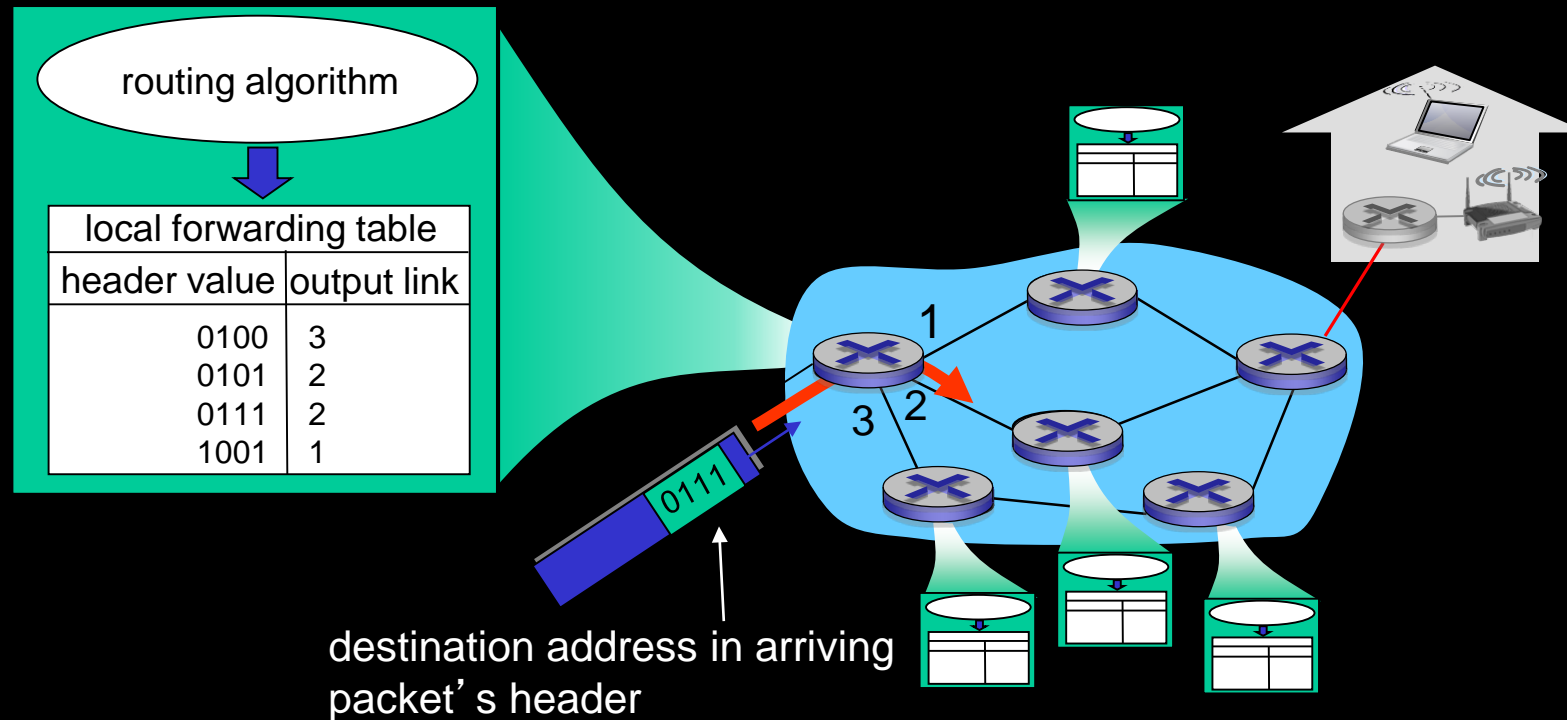 routing algorithm
local forwarding table
header value output link
0100 3
0101 2
0111 2
1001 1
1
2
3
0111
destination address in arriving
packet’s header